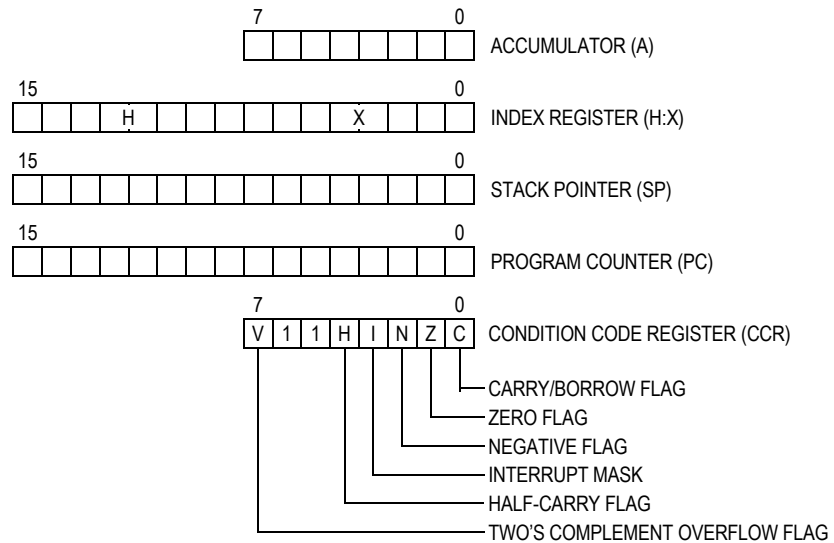 7 0
ACCUMULATOR (A)
15 0
H X INDEX REGISTER (H:X)
15 0
STACK POINTER (SP)
15 0
PROGRAM COUNTER (PC)
7 0
V 1 1 H I N Z C CONDITION CODE REGISTER (CCR)
CARRY/BORROW FLAG
ZERO FLAG
NEGATIVE FLAG
INTERRUPT MASK
HALF-CARRY FLAG
TWO'S COMPLEMENT OVERFLOW FLAG